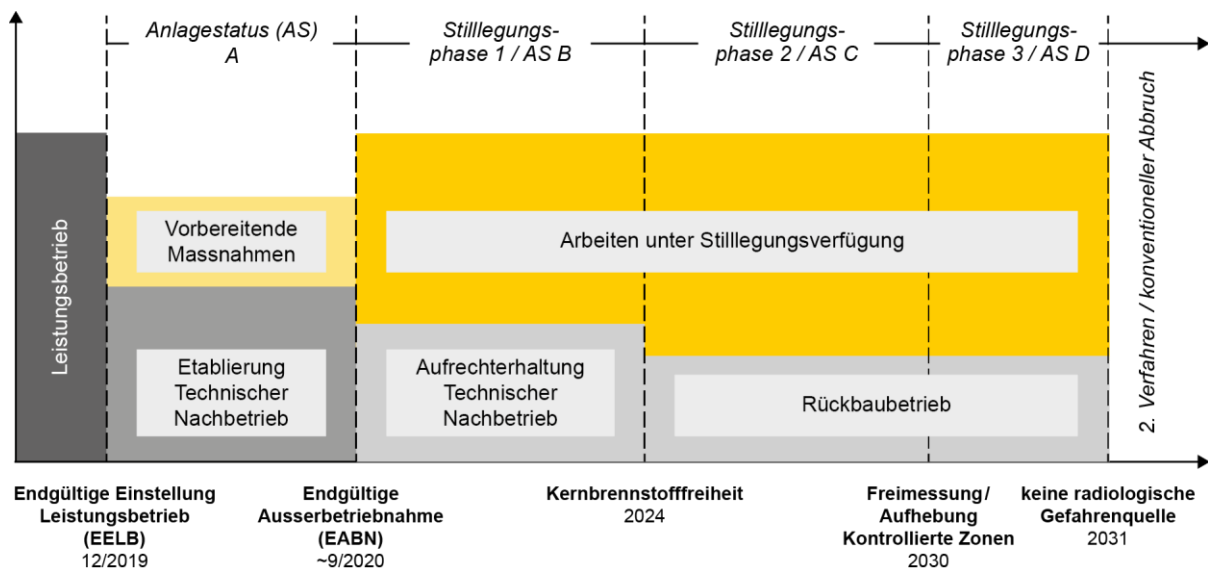 Anlagestatus (AS)
A
Stilllegungs-
phase 1 / AS B
Stilllegungs-
phase 2 / AS C
Stilllegungs-
phase 3 / AS D
Leistungsbetrieb
Vorbereitende
Massnahmen
Arbeiten unter Stilllegungsverfügung
Etablierung
Technischer
Nachbetrieb
Aufrechterhaltung
Technischer
Nachbetrieb
Rückbaubetrieb
2. Verfahren / konventioneller Abbruch
Endgültige Einstellung
Leistungsbetrieb
(EELB)
12/2019
Endgültige
Ausserbetriebnahme
(EABN)
~9/2020
Kernbrennstofffreiheit
2024
Freimessung/
Aufhebung
Kontrollierte Zonen
2030
keine radiologische
Gefahrenquelle
2031